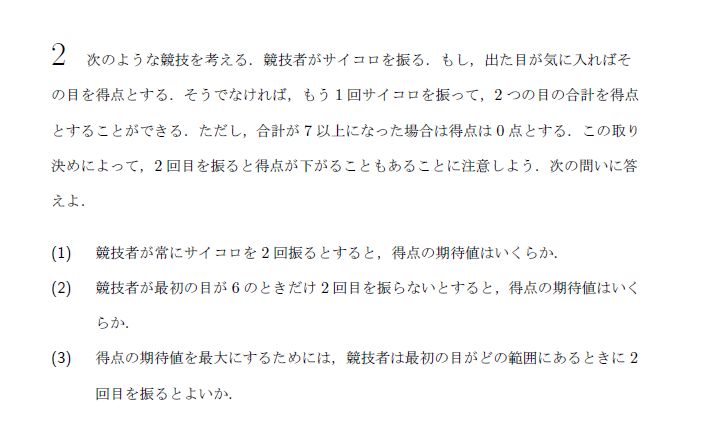 2 次のような競技を考える．競技者がサイコロを振る．もし，出た目が気に入ればそ
の目を得点とする．そうでなければ，もう 1 回サイコロを振って，2 つの目の合計を得点
とすることができる．ただし，合計が 7 以上になった場合は得点は 0 点とする．この取り
決めによって，2 回目を振ると得点が下がることもあることに注意しよう．次の問いに答
えよ．
(1) 競技者が常にサイコロを 2 回振るとすると，得点の期待値はいくらか．
(2) 競技者が最初の目が 6 のときだけ 2 回目を振らないとすると，得点の期待値はいく
らか．
(3) 得点の期待値を最大にするためには，競技者は最初の目がどの範囲にあるときに 2
回目を振るとよいか．